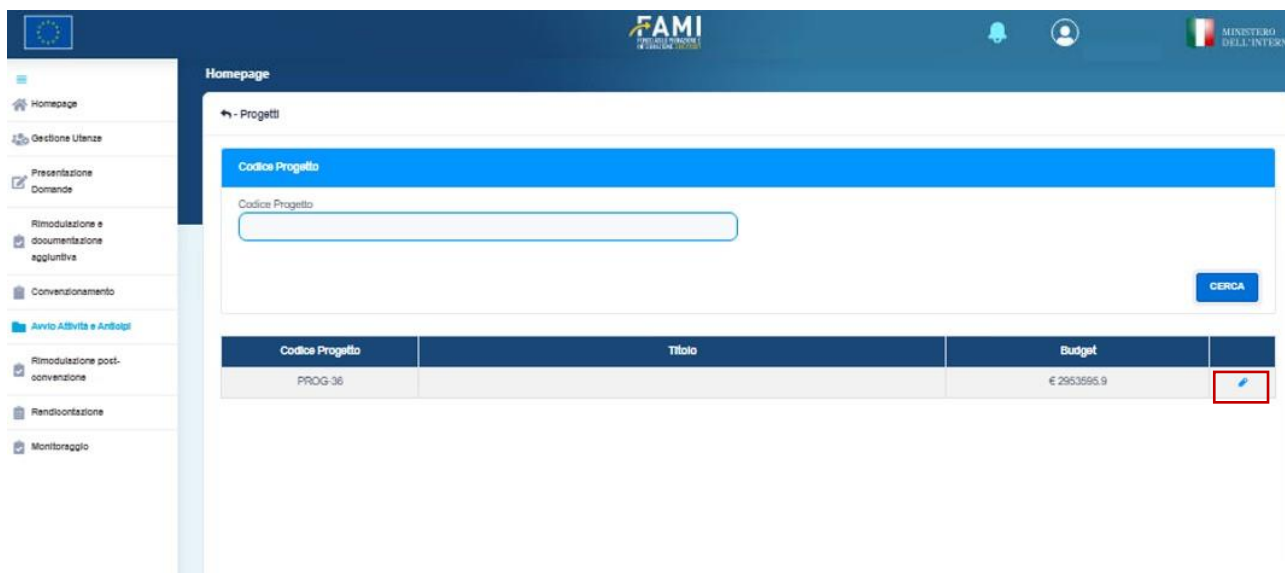 FAMI
MINISTERO
DELL'INTERN
Homepage
Homepage
Gestione Utenze
Presentazione
Domande
Rimodulazione e
documentazione
aggiuntiva
Convenzionamento
Avvio Attività e Anticipi
Rimodulazione post-
convenzione
Rendicontazione
Monitoraggio
- Progetti
Codice Progetto
Codice Progetto
CERCA
Codice Progetto Titolo Budget
PROG-36 € 2953595.9